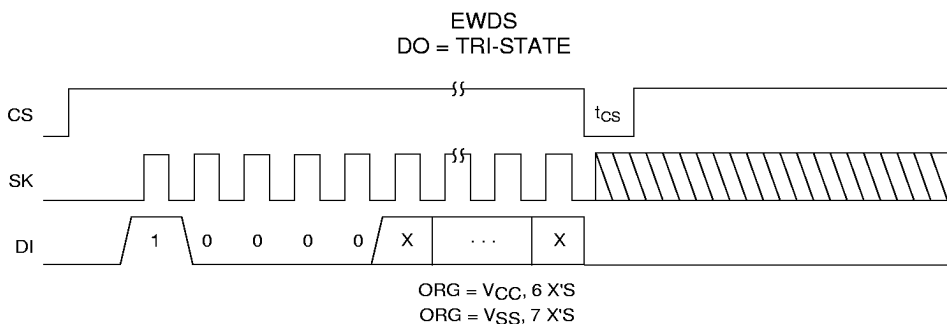 EWDS
DO = TRI-STATE
CS
tCS
SK
DI
1 0 0 0 0 X ... X
ORG = VCC, 6 X'S
ORG = VSS, 7 X'S